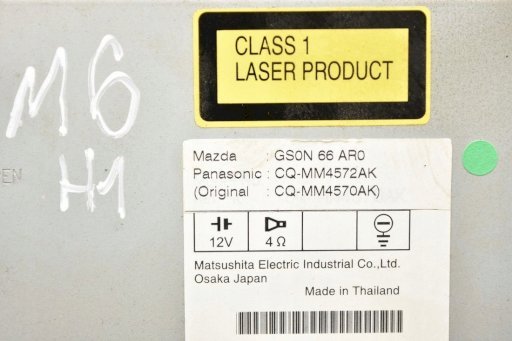 CLASS 1
LASER PRODUCT
M6
H1
EN
Mazda : GS0N 66 AR0
Panasonic : CQ-MM4572AK
(Original : CQ-MM4570AK)
12V 4 Ω
Matsushita Electric Industrial Co.,Ltd.
Osaka Japan
Made in Thailand